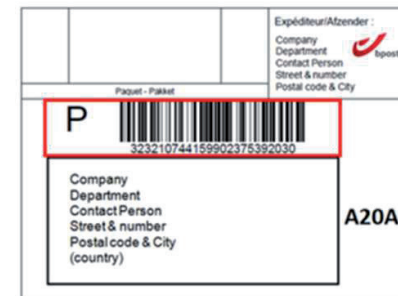 Expéditeur/Afzender :
Company
Department
Contact Person
Street & number
Postal code & City
bpost
Paquet - Pakket
P
323210744159902375392030
Company
Department
Contact Person
Street & number
Postal code & City
(country)
A20A